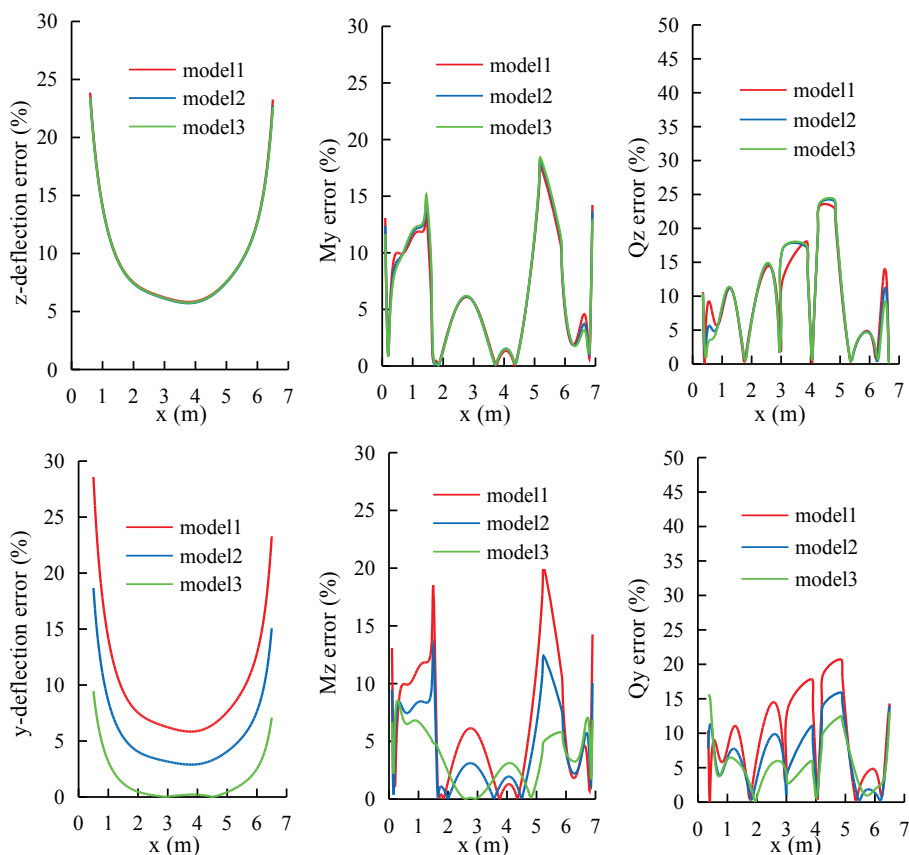 30
25
20
15
10
5
0
z-deflection error (%)
model1
model2
model3
0 1 2 3 4 5 6 7
x (m)
30
25
20
15
10
5
0
My error (%)
model1
model2
model3
0 1 2 3 4 5 6 7
x (m)
50
45
40
35
30
25
20
15
10
5
0
Qz error (%)
model1
model2
model3
0 1 2 3 4 5 6 7
x (m)
30
25
20
15
10
5
0
y-deflection error (%)
model1
model2
model3
0 1 2 3 4 5 6 7
x (m)
30
25
20
15
10
5
0
Mz error (%)
model1
model2
model3
0 1 2 3 4 5 6 7
x (m)
50
45
40
35
30
25
20
15
10
5
0
Qy error (%)
model1
model2
model3
0 1 2 3 4 5 6 7
x (m)